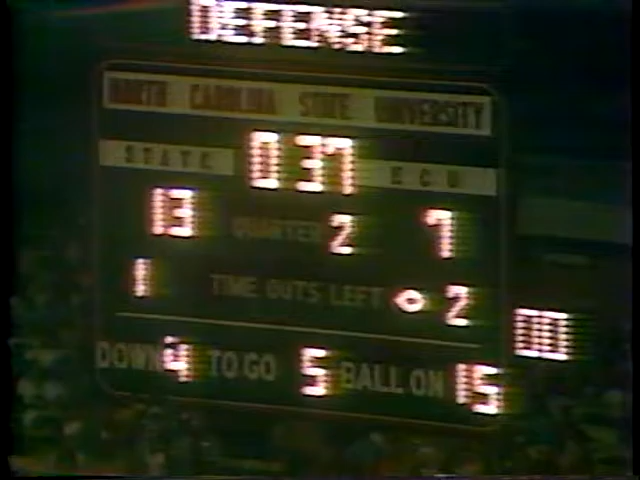 DEFENSE
NORTH CAROLINA STATE UNIVERSITY
STATE 0 37 ECU
13 QUARTER 2 7
1 TIME OUTS LEFT 2
00
DOWN 4 TO GO 5 BALL ON 15